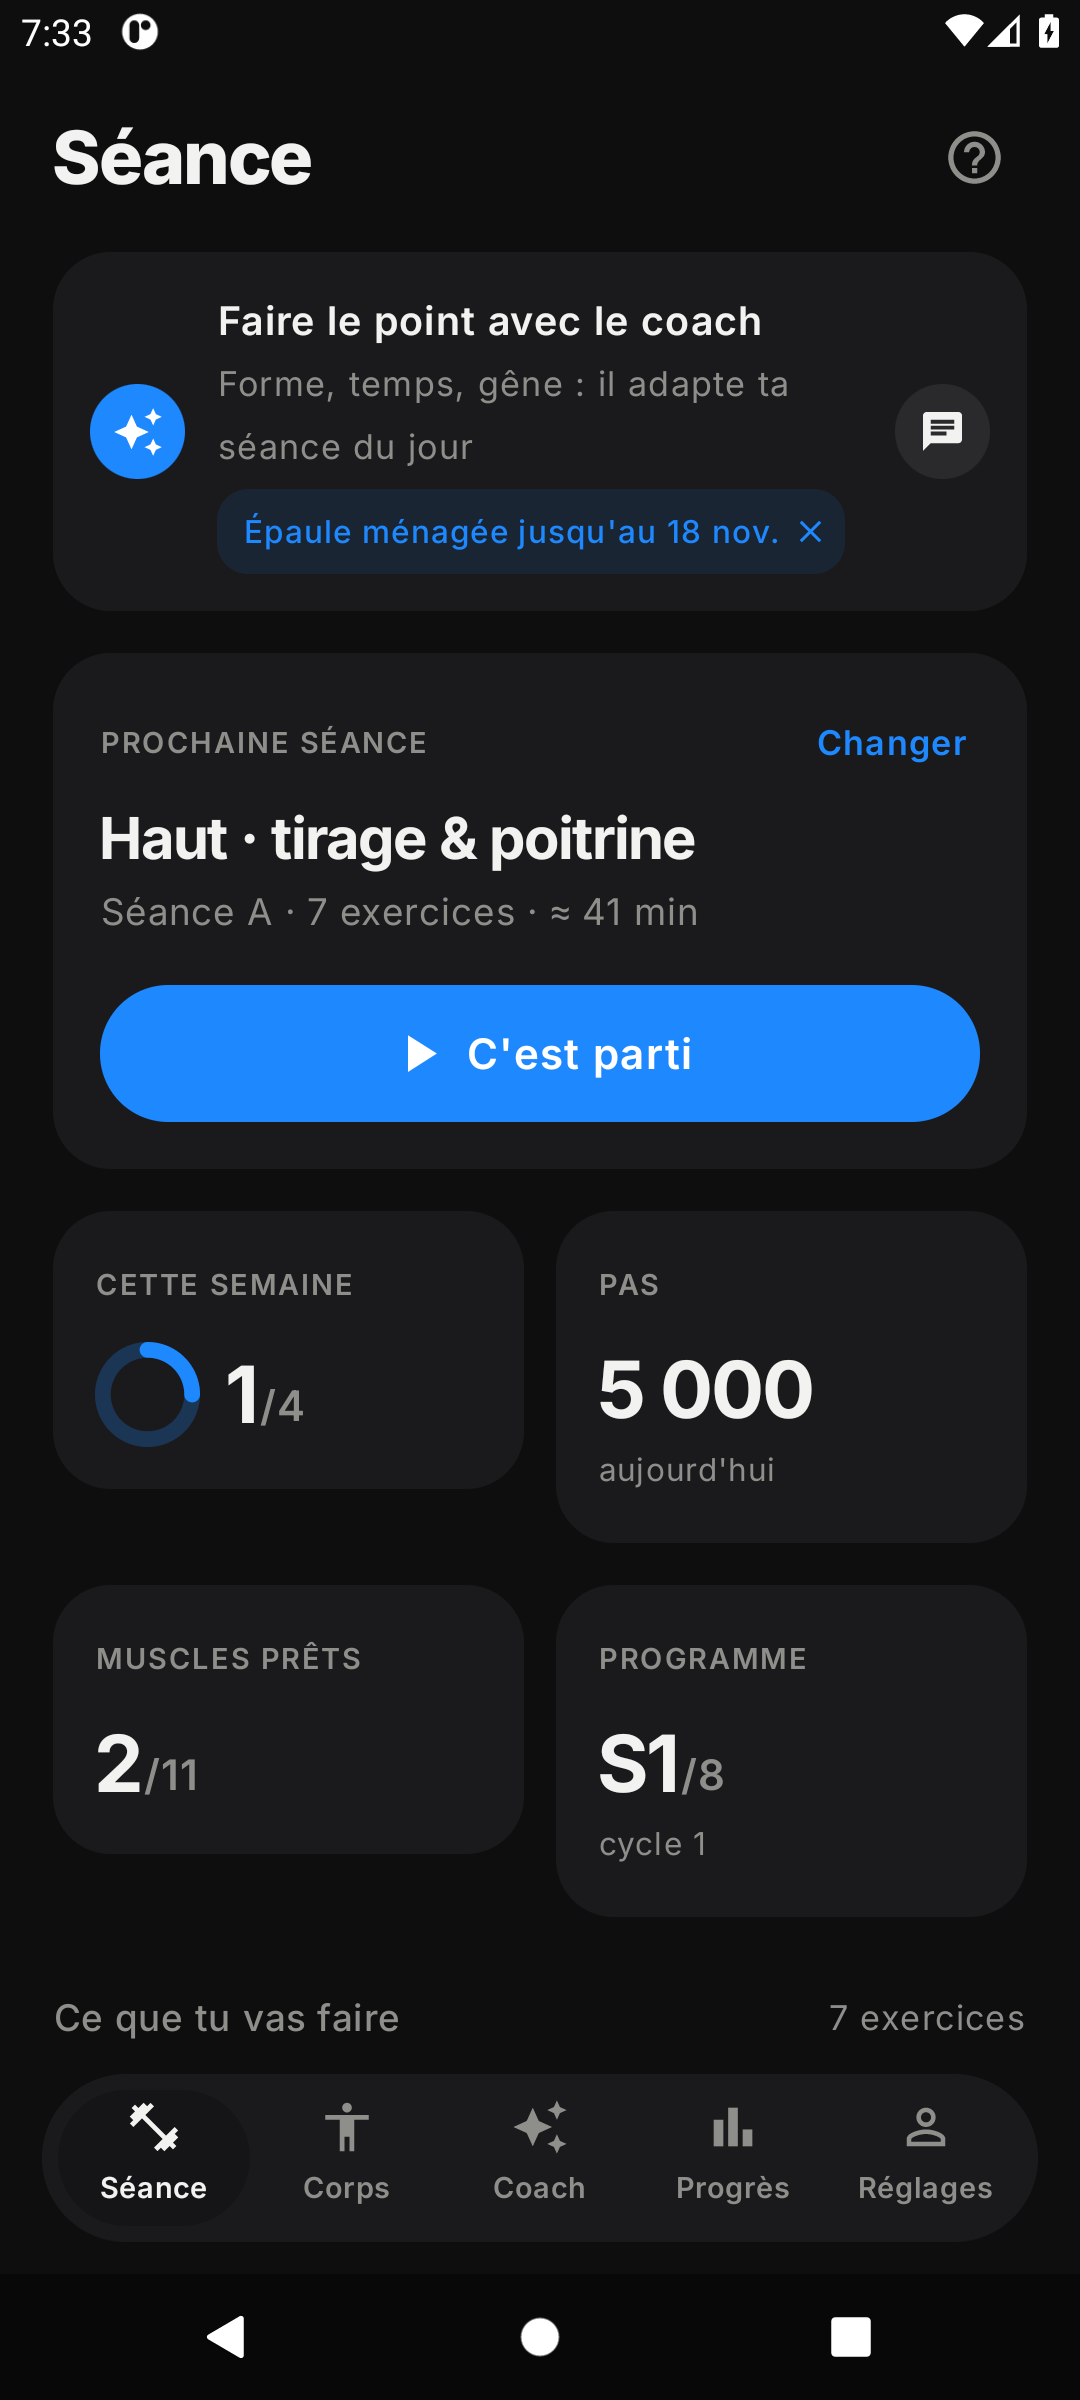 7:33
Séance
Faire le point avec le coach
Forme, temps, gêne : il adapte ta
séance du jour
Épaule ménagée jusqu'au 18 nov.
PROCHAINE SÉANCE
Changer
Haut · tirage & poitrine
Séance A · 7 exercices · ≈ 41 min
C'est parti
CETTE SEMAINE
1/4
PAS
5 000
aujourd'hui
MUSCLES PRÊTS
2/11
PROGRAMME
S1/8
cycle 1
Ce que tu vas faire
7 exercices
Séance
Corps
Coach
Progrès
Réglages